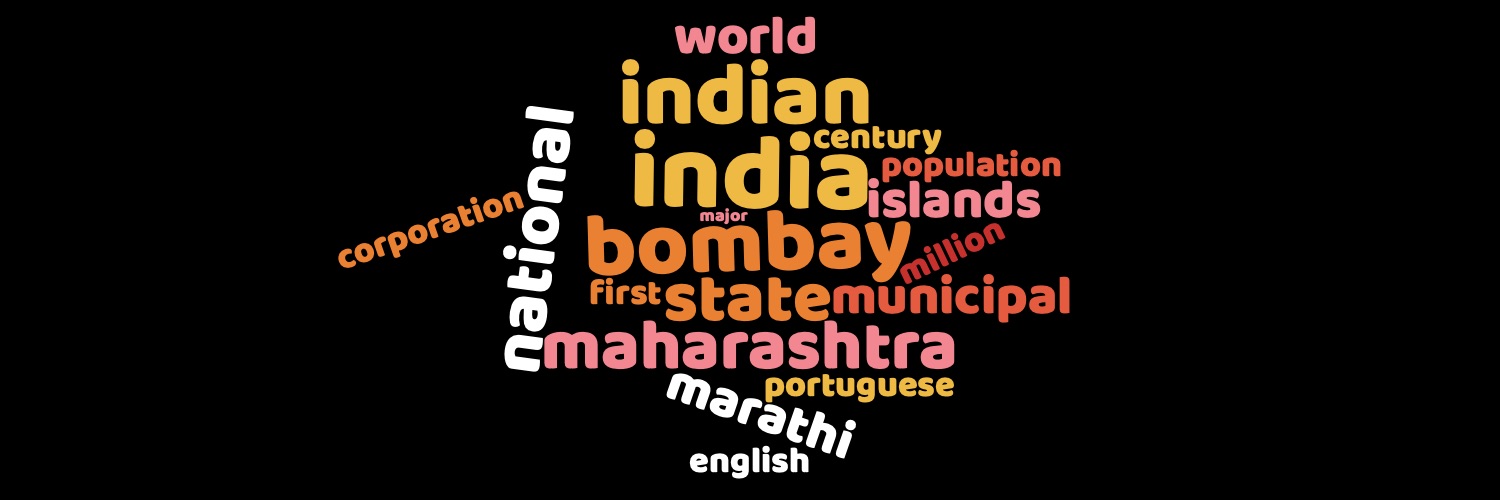 world
indian
century
india
population
islands
national
corporation
major
bombay
million
first
state
municipal
maharashtra
marathi
portuguese
english